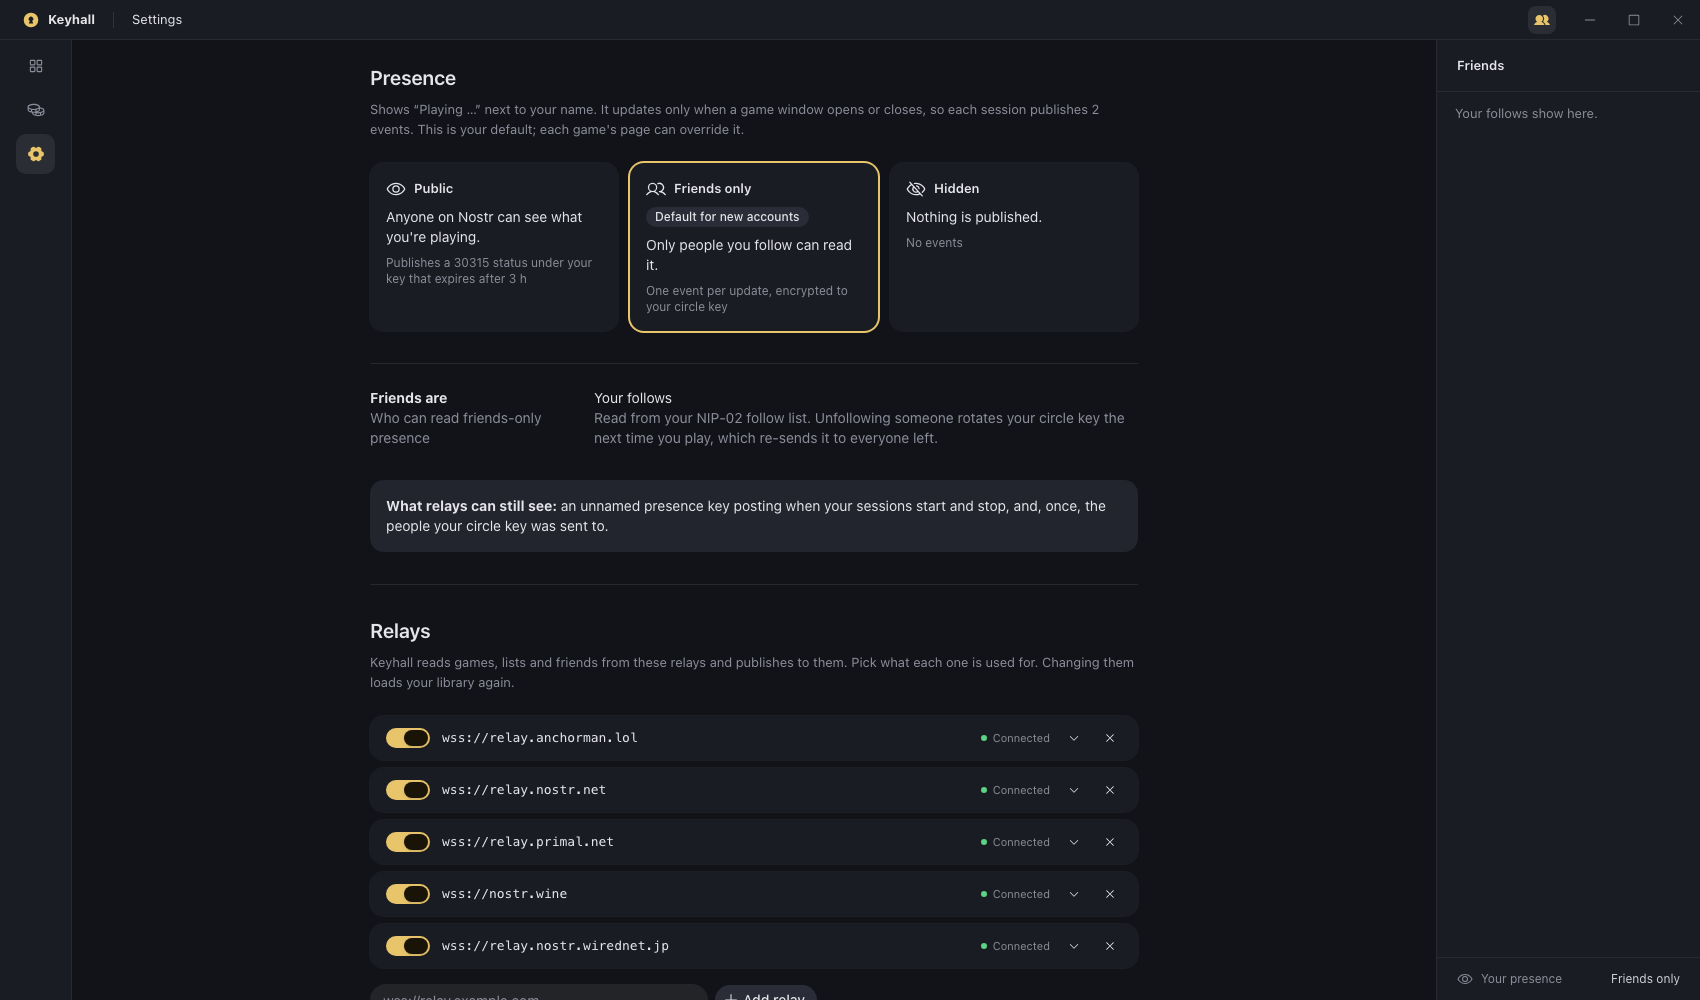 Keyhall
Settings
Friends
Your follows show here.
Presence
Shows “Playing …” next to your name. It updates only when a game window opens or closes, so each session publishes 2
events. This is your default; each game's page can override it.
Public
Anyone on Nostr can see what
you're playing.
Publishes a 30315 status under your
key that expires after 3 h
Friends only
Default for new accounts
Only people you follow can read
it.
One event per update, encrypted to
your circle key
Hidden
Nothing is published.
No events
Friends are
Who can read friends-only
presence
Your follows
Read from your NIP-02 follow list. Unfollowing someone rotates your circle key the
next time you play, which re-sends it to everyone left.
What relays can still see: an unnamed presence key posting when your sessions start and stop, and, once, the
people your circle key was sent to.
Relays
Keyhall reads games, lists and friends from these relays and publishes to them. Pick what each one is used for. Changing them
loads your library again.
wss://relay.anchorman.lol
Connected
wss://relay.nostr.net
Connected
wss://relay.primal.net
Connected
wss://nostr.wine
Connected
wss://relay.nostr.wirednet.jp
Connected
wss://relay.example.com
Add relay
Your presence
Friends only